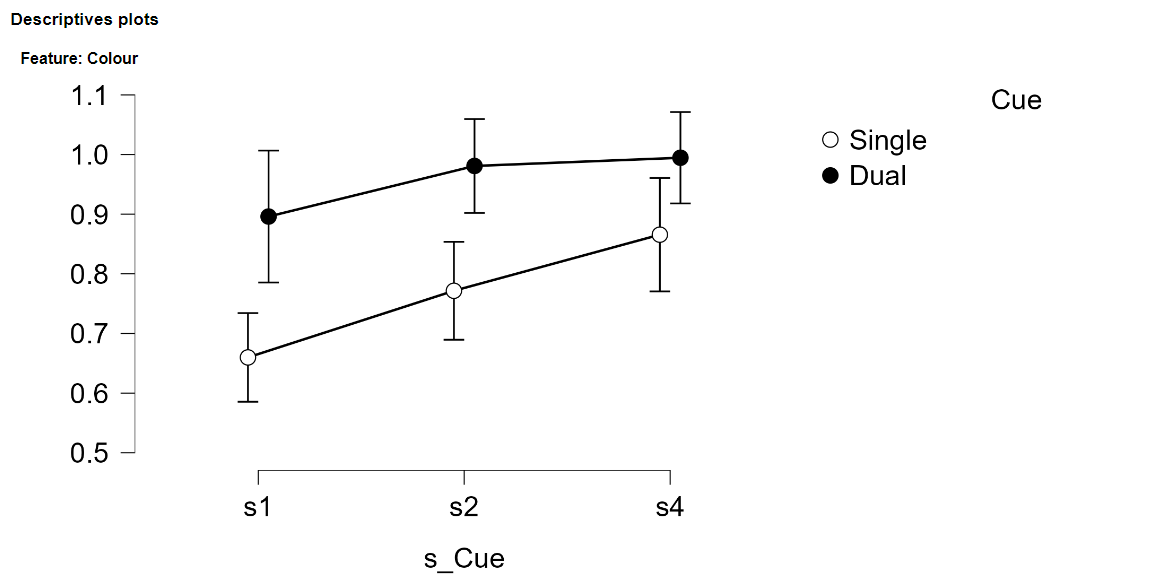 Descriptives plots
Feature: Colour
1.1
1.0
0.9
0.8
0.7
0.6
0.5
s1 s2 s4
s_Cue
Cue
Single
Dual